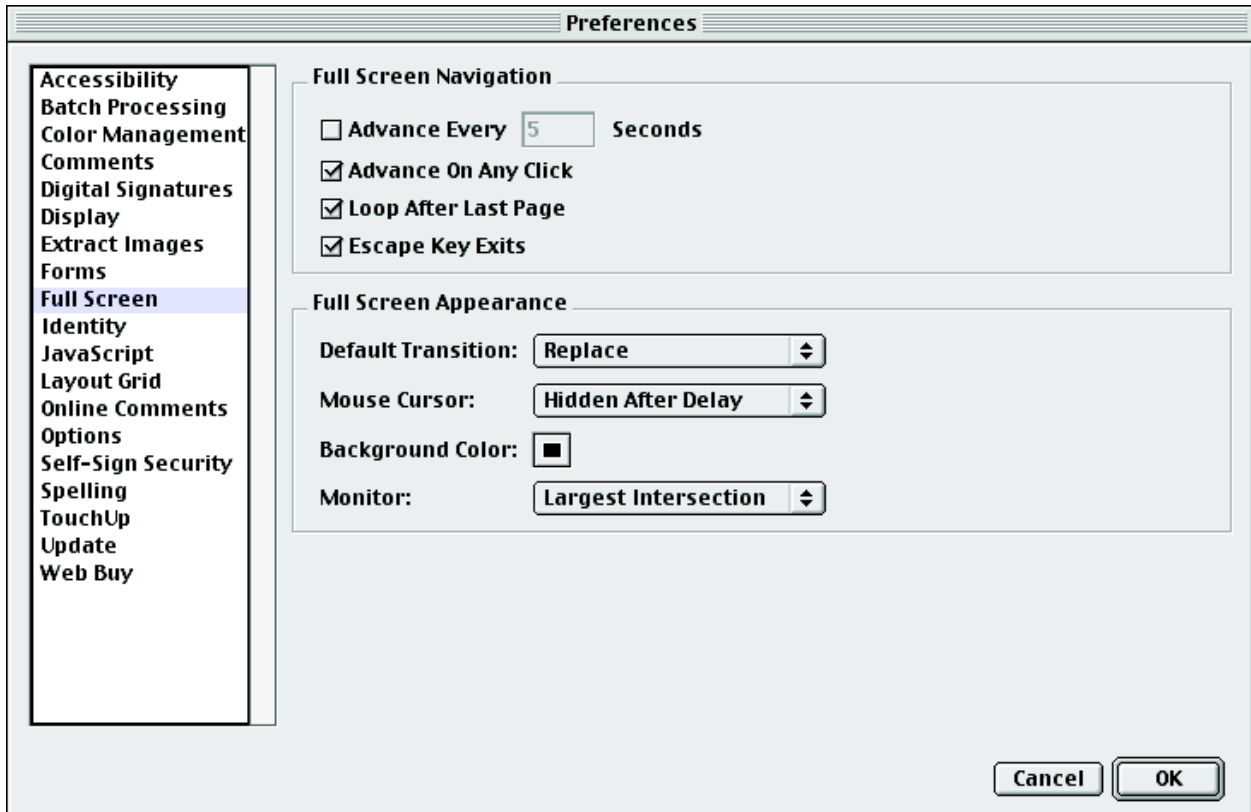 Preferences
Accessibility
Batch Processing
Color Management
Comments
Digital Signatures
Display
Extract Images
Forms
Full Screen
Identity
JavaScript
Layout Grid
Online Comments
Options
Self-Sign Security
Spelling
TouchUp
Update
Web Buy
Full Screen Navigation
Advance Every 5 Seconds
Advance On Any Click
Loop After Last Page
Escape Key Exits
Full Screen Appearance
Default Transition: Replace
Mouse Cursor: Hidden After Delay
Background Color:
Monitor: Largest Intersection
Cancel OK